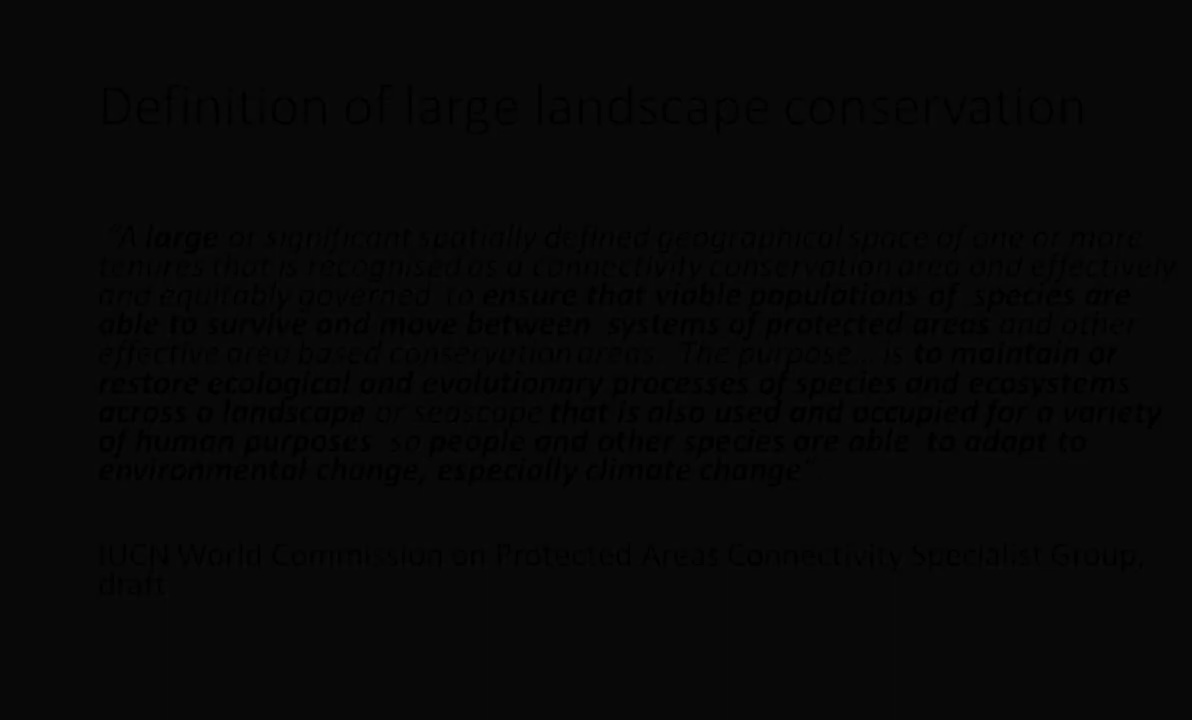 Definition of large landscape conservation
"A large or significant spatially defined geographical space of one or more
tenures that is recognised as a connectivity conservation area and effectively
and equitably governed to ensure that viable populations of species are
able to survive and move between systems of protected areas and other
effective area based conservation areas. The purpose... is to maintain or
restore ecological and evolutionary processes of species and ecosystems
across a landscape or seascape that is also used and occupied for a variety
of human purposes so people and other species are able to adapt to
environmental change, especially climate change"
IUCN World Commission on Protected Areas Connectivity Specialist Group,
draft